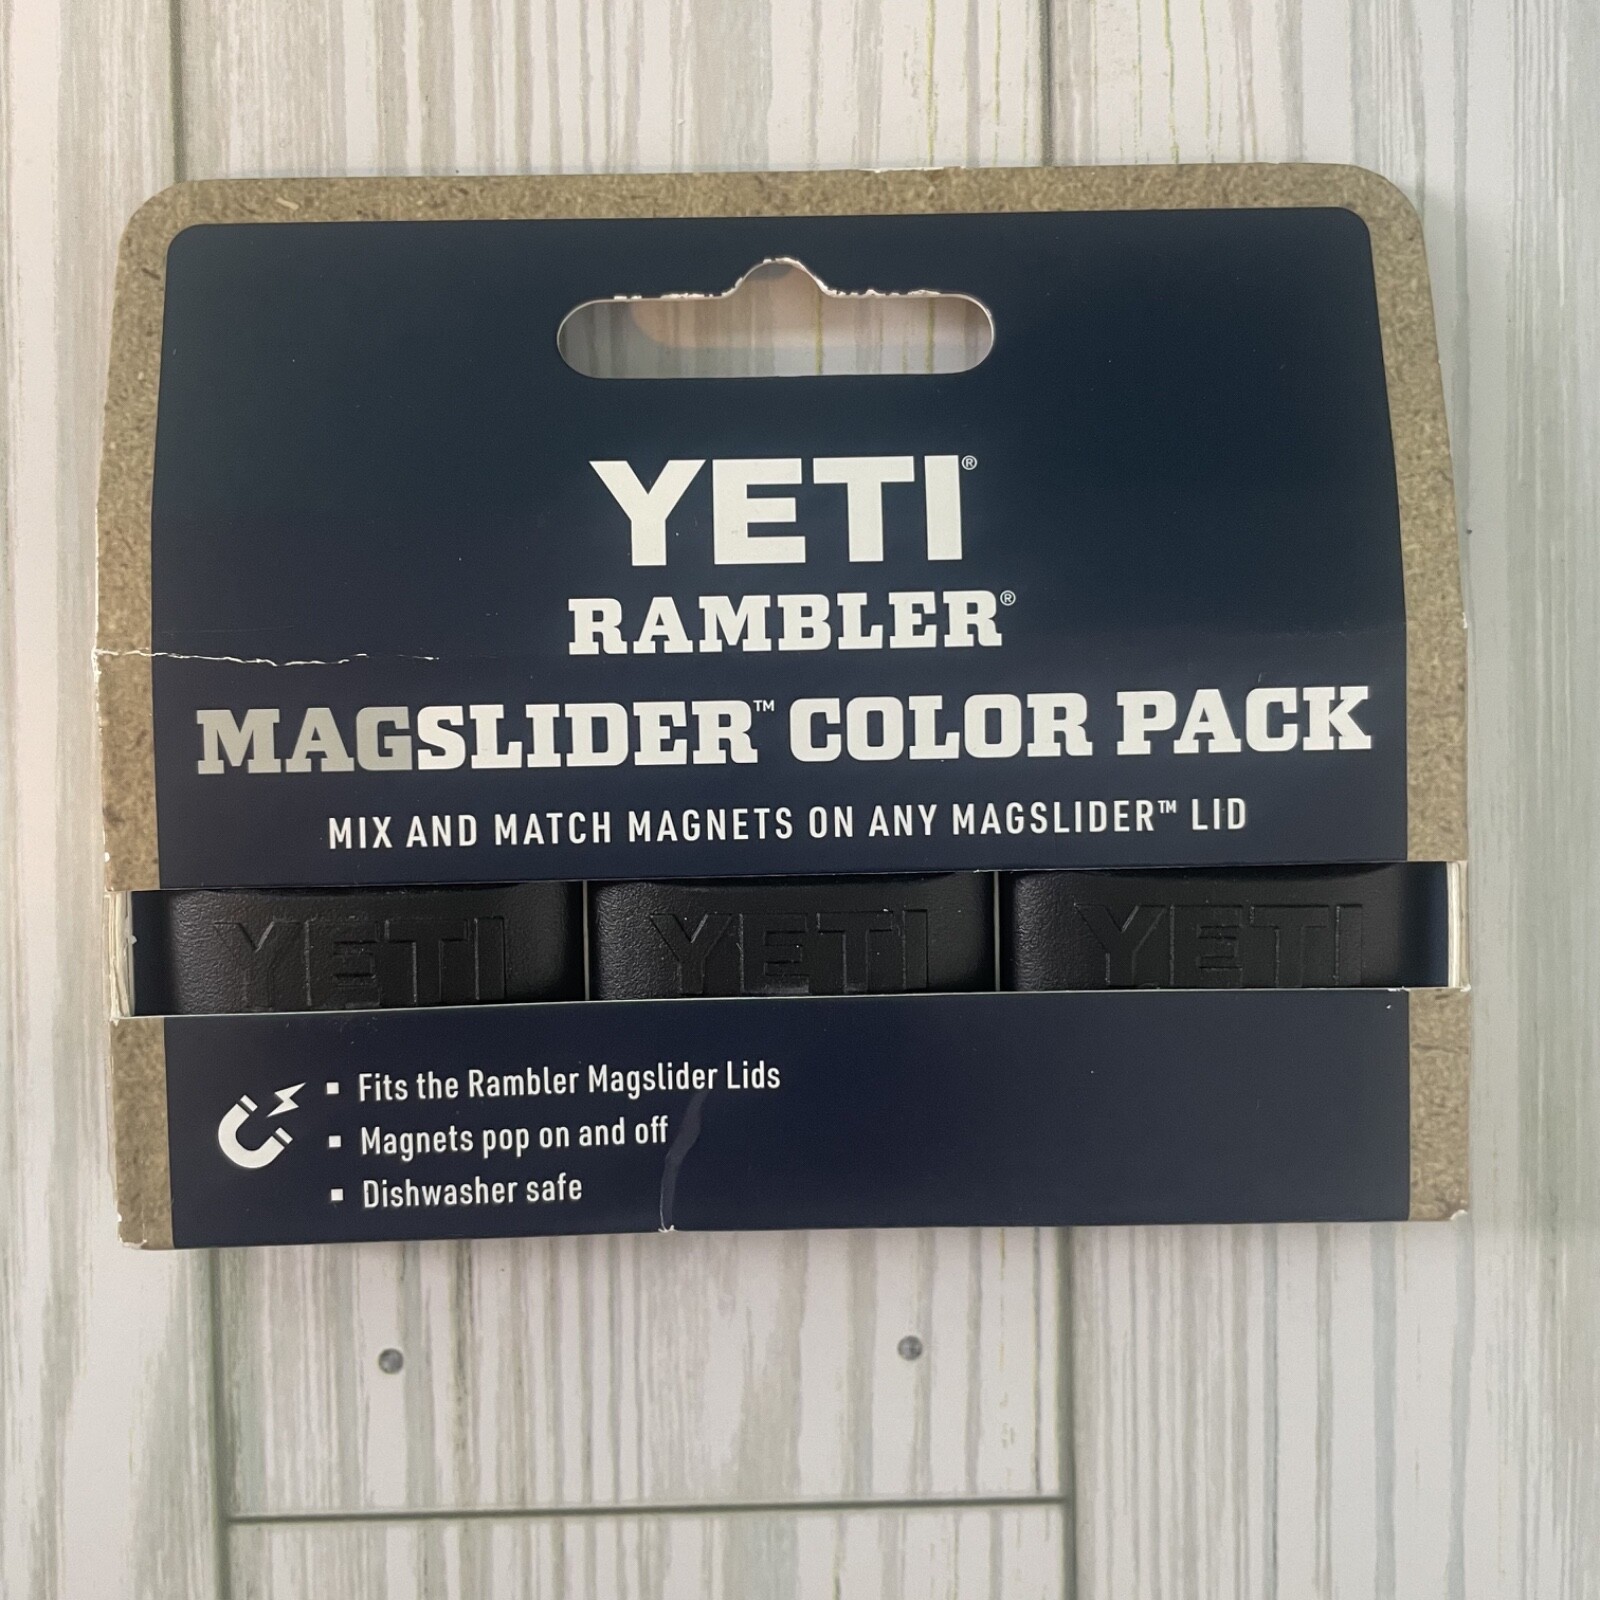 YETI®
RAMBLER®
MAGSLIDER™ COLOR PACK
MIX AND MATCH MAGNETS ON ANY MAGSLIDER™ LID
YETI YETI YETI
▪ Fits the Rambler Magslider Lids
▪ Magnets pop on and off
▪ Dishwasher safe